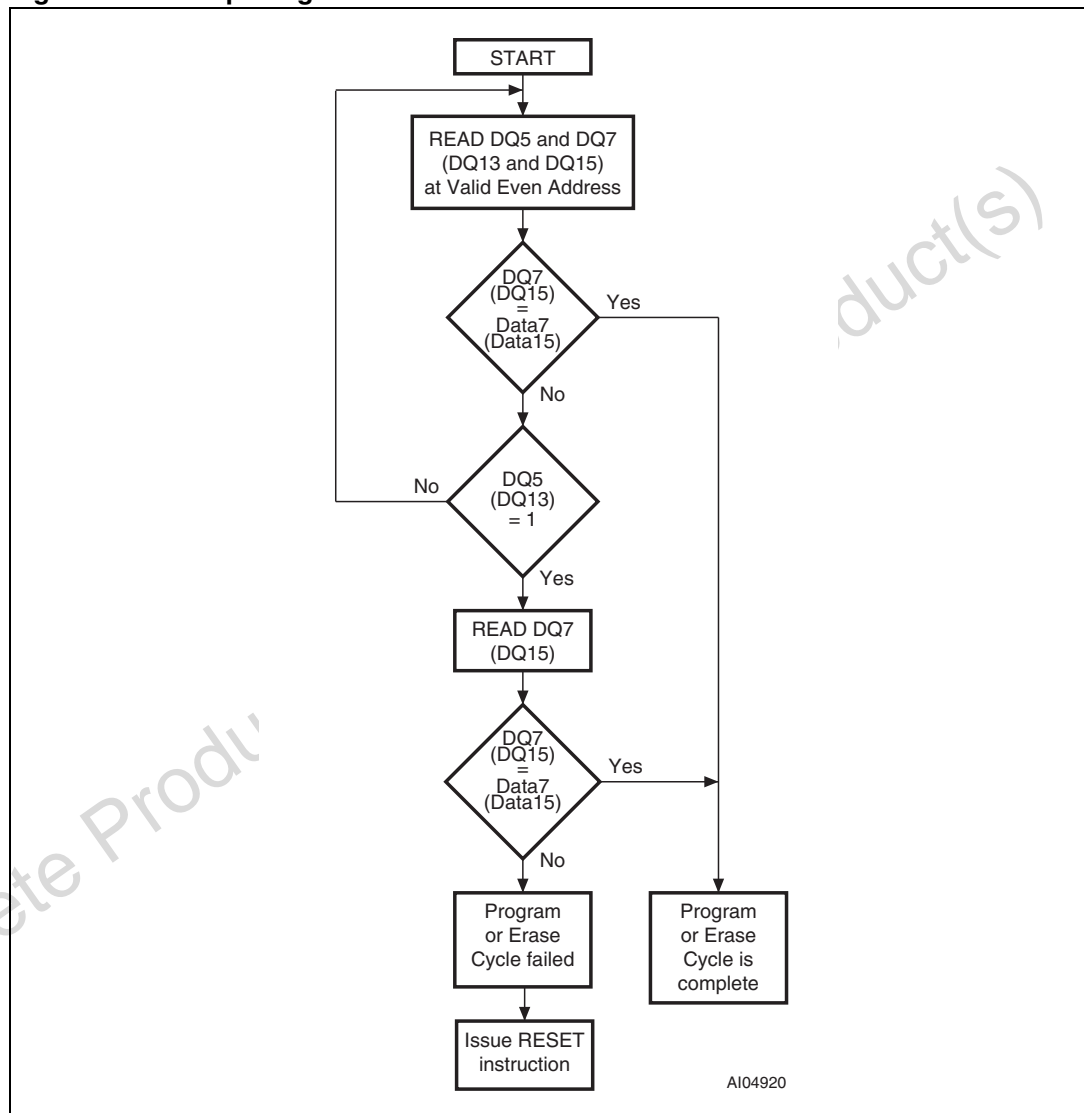 START
READ DQ5 and DQ7
(DQ13 and DQ15)
at Valid Even Address
DQ7
(DQ15)
=
Data7
(Data15)
Yes
No
DQ5
(DQ13)
= 1
No
Yes
READ DQ7
(DQ15)
DQ7
(DQ15)
=
Data7
(Data15)
Yes
No
Program
or Erase
Cycle failed
Program
or Erase
Cycle is
complete
Issue RESET
instruction
AI04920